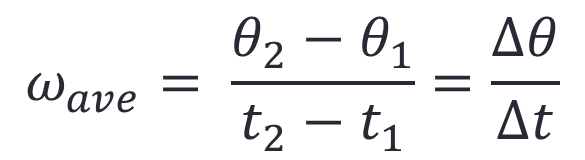 ω_ave = (θ₂ − θ₁)/(t₂ − t₁) = Δθ/Δt